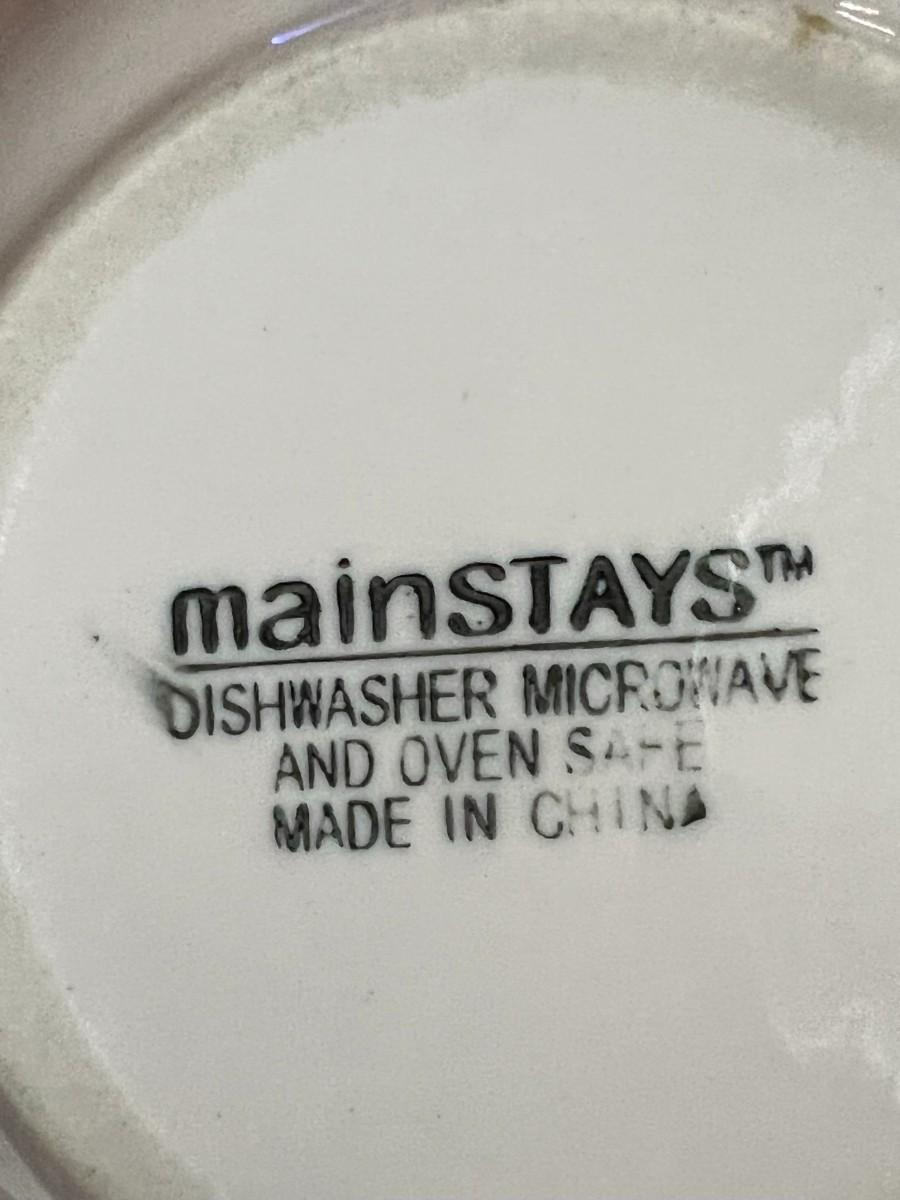 mainSTAYS™
DISHWASHER MICROWAVE
AND OVEN SAFE
MADE IN CHINA